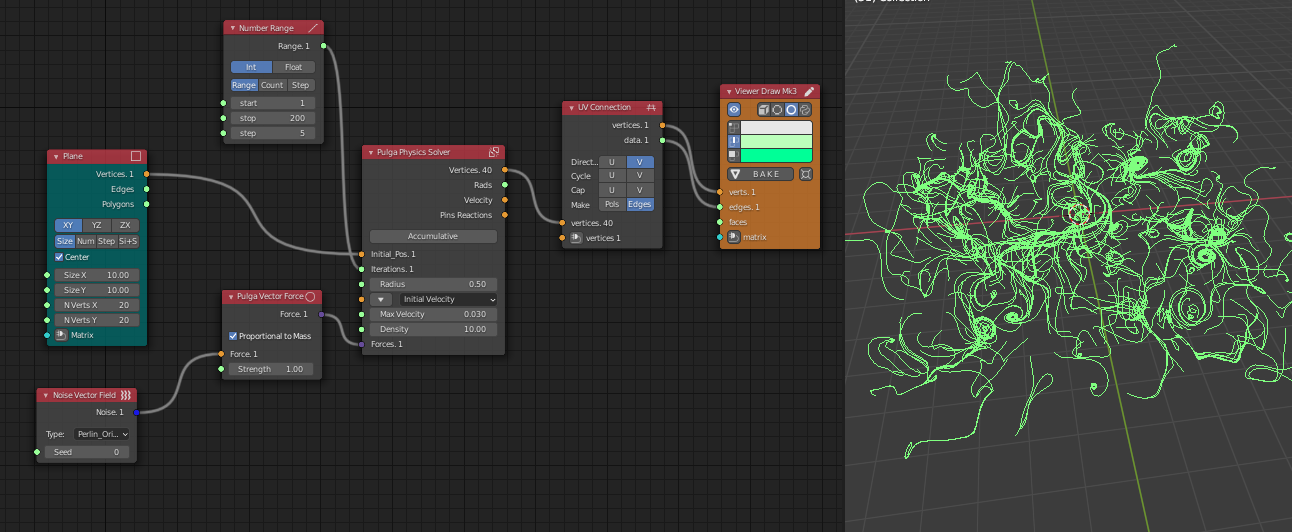 Number Range
Range. 1
Int Float
Range Count Step
start 1
stop 200
step 5
Plane
Vertices. 1
Edges
Polygons
XY YZ ZX
Size Num Step Si+S
Center
Size X 10.00
Size Y 10.00
N Verts X 20
N Verts Y 20
Matrix
Noise Vector Field
Noise. 1
Type: Perlin_Ori...
Seed 0
Pulga Vector Force
Force. 1
Proportional to Mass
Force. 1
Strength 1.00
Pulga Physics Solver
Vertices. 40
Rads
Velocity
Pins Reactions
Accumulative
Initial_Pos. 1
Iterations. 1
Radius 0.50
Initial Velocity
Max Velocity 0.030
Density 10.00
Forces. 1
UV Connection
vertices. 1
data. 1
Direct... U V
Cycle U V
Cap U V
Make Pols Edges
vertices. 40
vertices 1
Viewer Draw Mk3
BAKE
verts. 1
edges. 1
faces
matrix